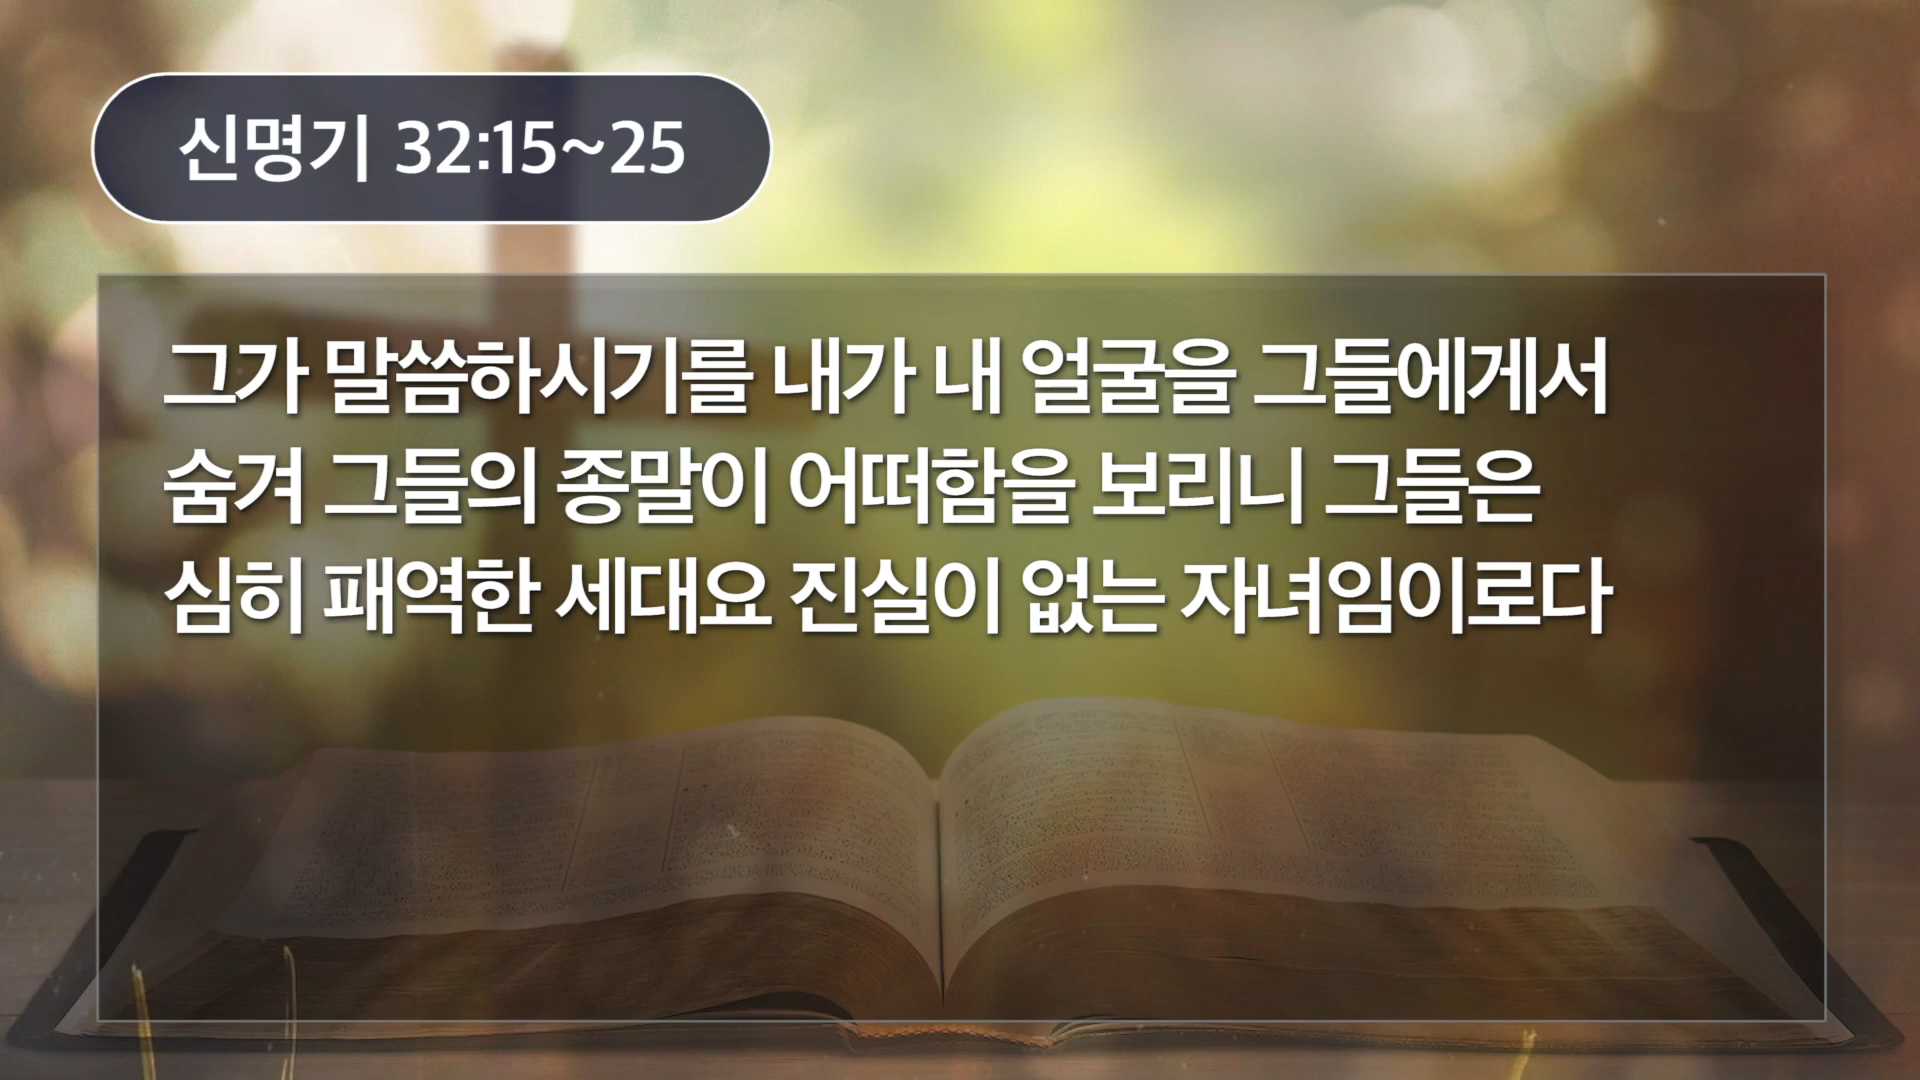 신명기 32:15~25
그가 말씀하시기를 내가 내 얼굴을 그들에게서
숨겨 그들의 종말이 어떠함을 보리니 그들은
심히 패역한 세대요 진실이 없는 자녀임이로다